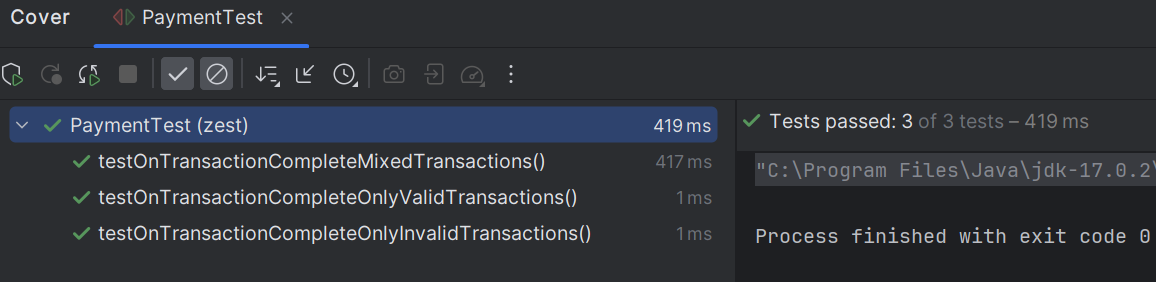 Cover PaymentTest
PaymentTest (zest) 419 ms
testOnTransactionCompleteMixedTransactions() 417 ms
testOnTransactionCompleteOnlyValidTransactions() 1 ms
testOnTransactionCompleteOnlyInvalidTransactions() 1 ms
Tests passed: 3 of 3 tests – 419 ms
"C:\Program Files\Java\jdk-17.0.2\
Process finished with exit code 0